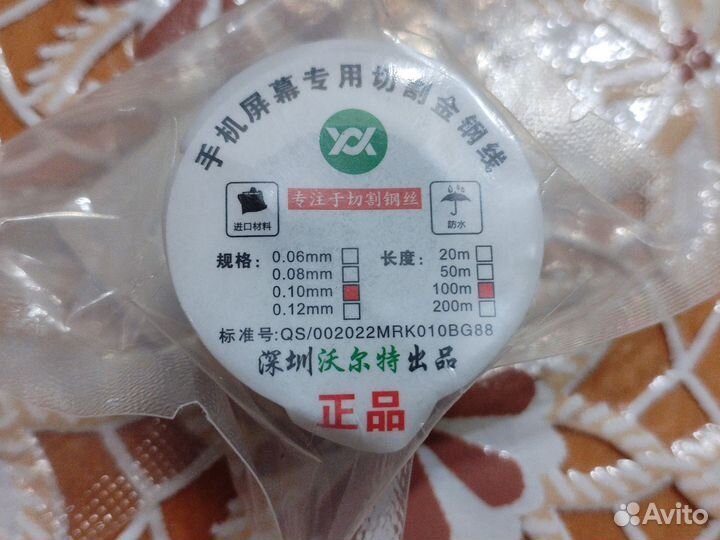 手机屏幕专用切割金钢线
专注于切割钢丝
进口材料
防水
规格: 0.06mm 长度: 20m
0.08mm 50m
0.10mm 100m
0.12mm 200m
标准号:QS/002022MRK010BG88
深圳沃尔特出品
正品
Avito